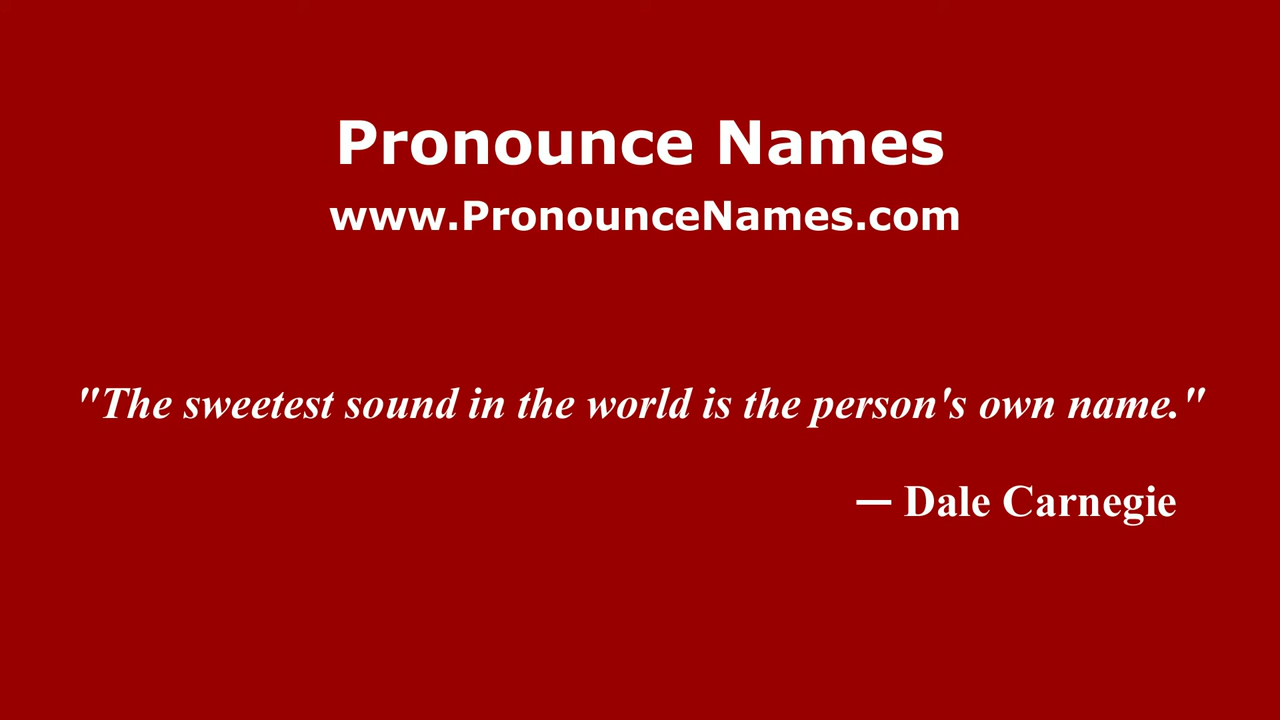 Pronounce Names
www.PronounceNames.com
"The sweetest sound in the world is the person's own name."
— Dale Carnegie